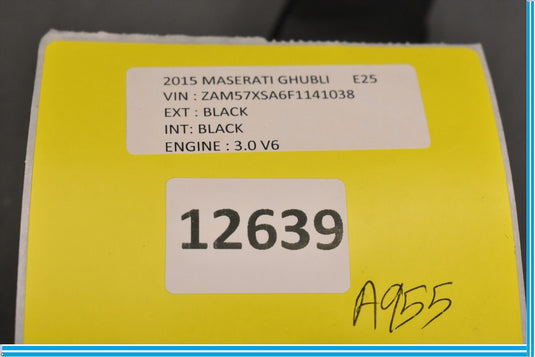 2015 MASERATI GHUBLI E25
VIN : ZAM57XSA6F1141038
EXT : BLACK
INT: BLACK
ENGINE : 3.0 V6
12639
A955